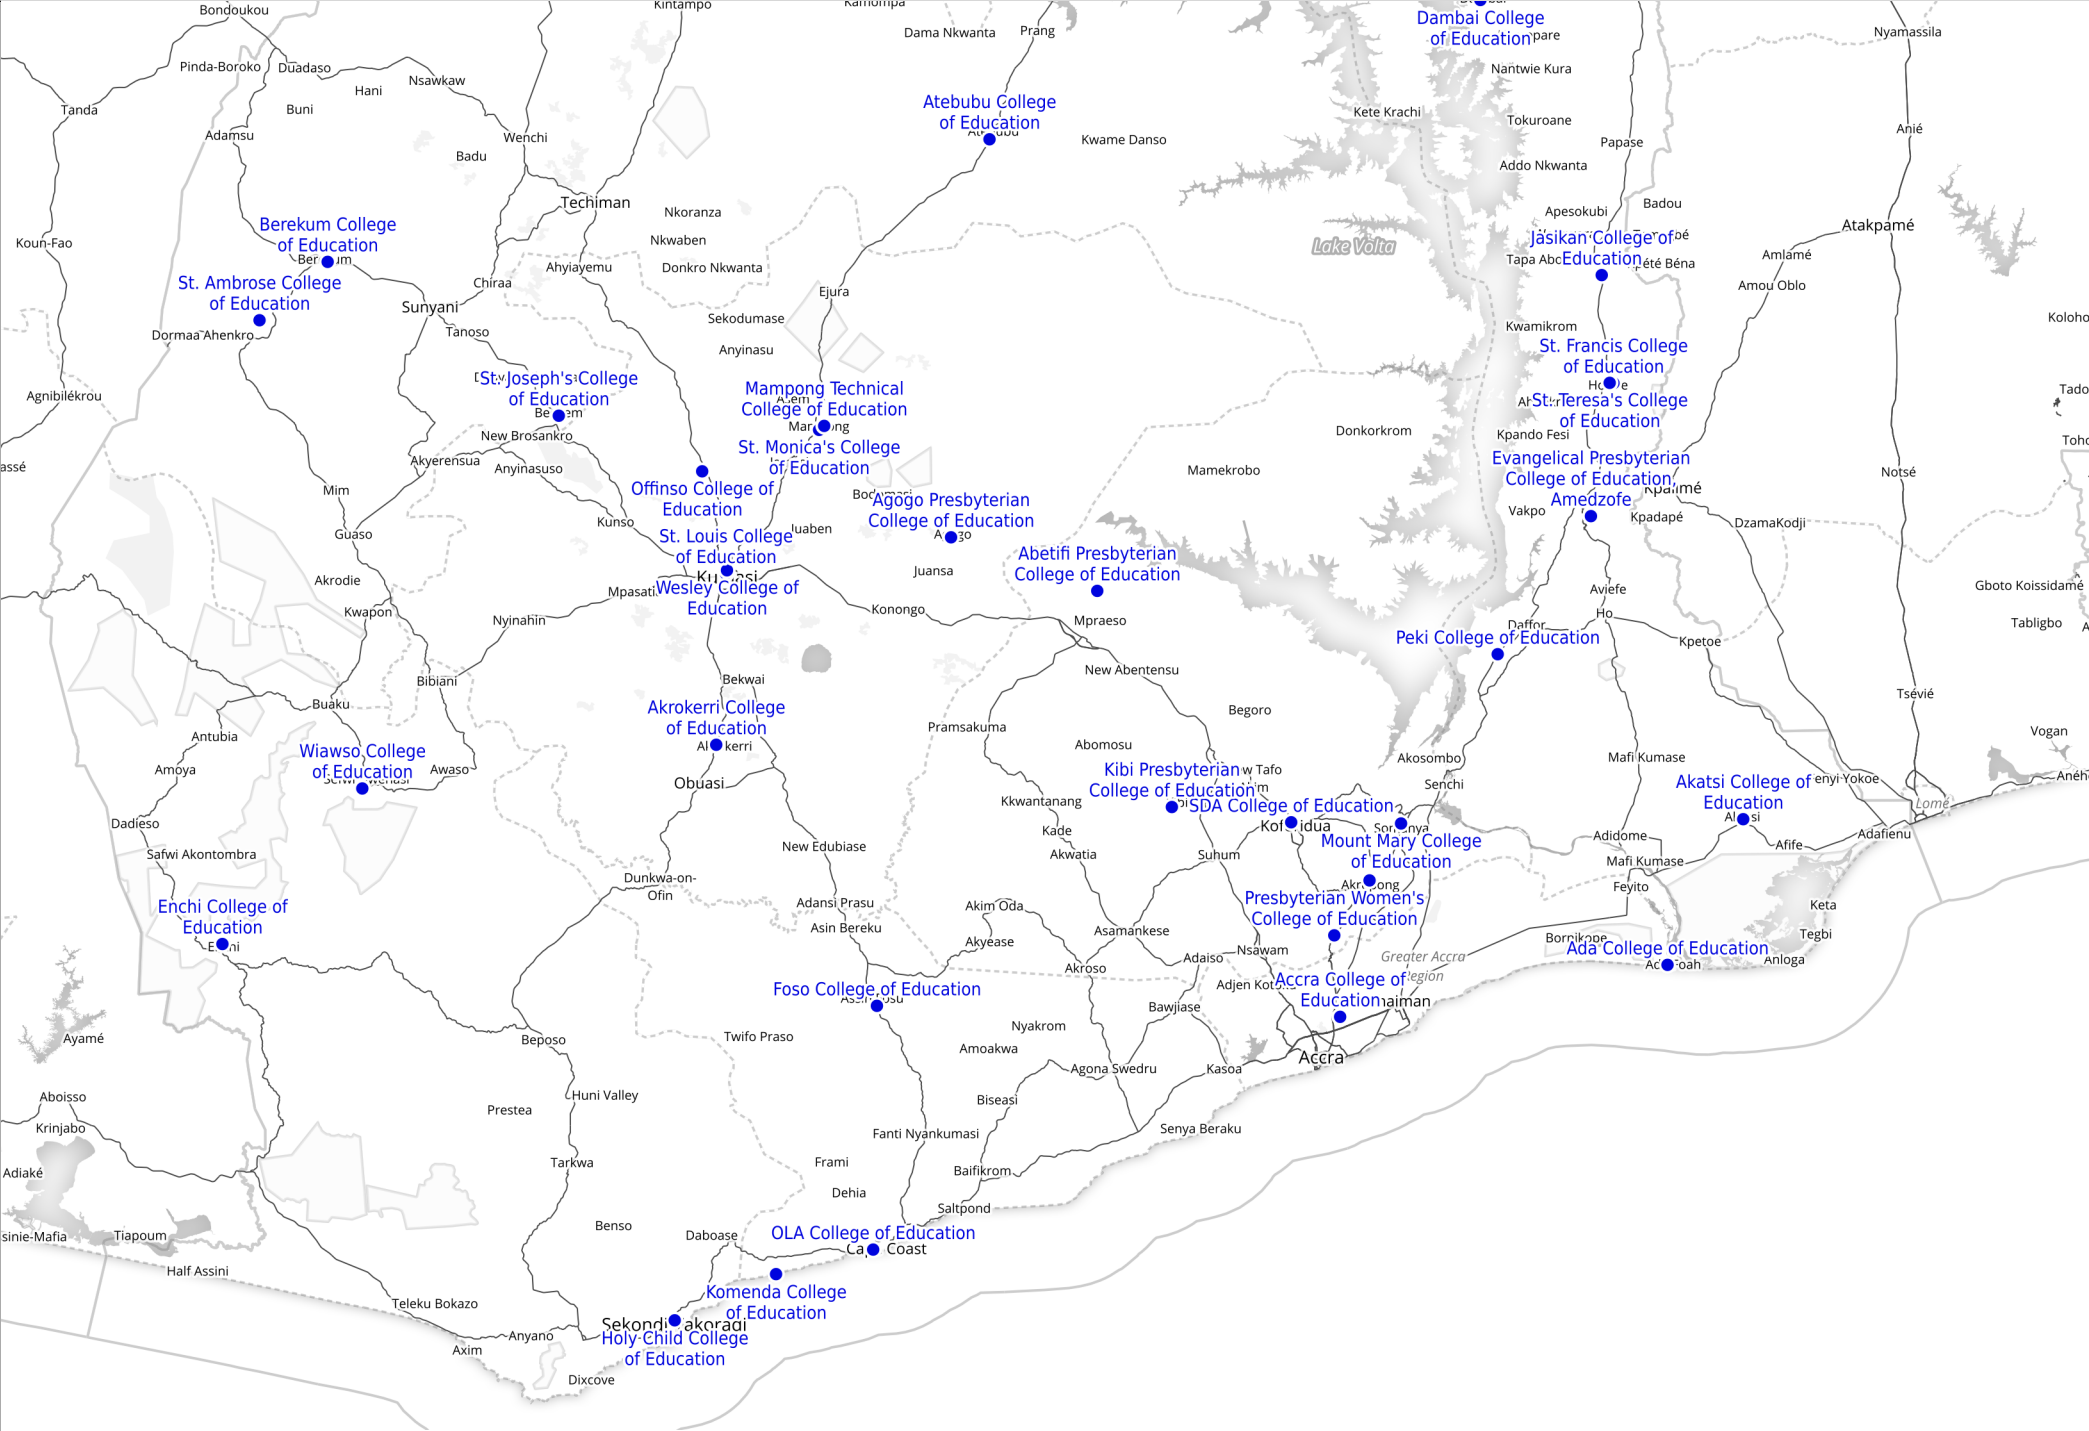 Bondoukou
Kintampo
Kamompa
Dama Nkwanta
Prang
Dambai College
of Education
Nyamassila
Pinda-Boroko
Duadaso
Nsawkaw
Hani
Nantwie Kura
Tanda
Buni
Atebubu College
of Education
Kete Krachi
Tokuroane
Adamsu
Wenchi
Kwame Danso
Papase
Anié
Badu
Addo Nkwanta
Techiman
Nkoranza
Apesokubi
Badou
Berekum College
of Education
Koun-Fao
Nkwaben
Lake Volta
Jasikan College of
Education
Atakpamé
Amlamé
St. Ambrose College
of Education
Chiraa
Ahyiayemu
Donkro Nkwanta
Amou Oblo
Ejura
Sunyani
Dormaa Ahenkro
Tanoso
Sekodumase
Kwamikrom
Anyinasu
St. Francis College
of Education
St. Joseph's College
of Education
Mampong Technical
College of Education
Agnibilékrou
St. Teresa's College
of Education
New Brosankro
Donkorkrom
Kpando Fesi
St. Monica's College
of Education
Akyerensua
Anyinasuso
Mamekrobo
Evangelical Presbyterian
College of Education,
Amedzofe
Notsé
Mim
Offinso College of
Education
Agogo Presbyterian
College of Education
Kpalimé
Vakpo
Kpadapé
DzamaKodji
Kunso
Guaso
Juaben
St. Louis College
of Education
Abetifi Presbyterian
College of Education
Juansa
Akrodie
Wesley College of
Education
Aviefe
Gboto Koissidamé
Kwapon
Konongo
Nyinahin
Mpraeso
Ho
Daffor
Tabligbo
Peki College of Education
Kpetoe
New Abentensu
Bibiani
Bekwai
Tsévié
Buaku
Akrokerri College
of Education
Begoro
Pramsakuma
Antubia
Abomosu
Vogan
Wiawso College
of Education
Akosombo
Mafi Kumase
Amoya
Awaso
Kibi Presbyterian
College of Education
Obuasi
Senchi
Akatsi College of
Education
SDA College of Education
Kkwantanang
Lomé
Dadieso
Kade
Mount Mary College
of Education
Adidome
Adafienu
New Edubiase
Afife
Safwi Akontombra
Akwatia
Suhum
Mafi Kumase
Dunkwa-on-
Ofin
Feyito
Enchi College of
Education
Adansi Prasu
Akim Oda
Presbyterian Women's
College of Education
Keta
Asin Bereku
Asamankese
Tegbi
Akyease
Nsawam
Ada College of Education
Adaiso
Greater Accra
Region
Anloga
Akroso
Foso College of Education
Accra College of
Education
Bawjiase
Ayamé
Beposo
Twifo Praso
Nyakrom
Amoakwa
Accra
Agona Swedru
Kasoa
Aboisso
Huni Valley
Prestea
Biseasi
Krinjabo
Fanti Nyankumasi
Senya Beraku
Adiaké
Tarkwa
Frami
Baifikrom
Dehia
Saltpond
Benso
Daboase
OLA College of Education
Tiapoum
Half Assini
Komenda College
of Education
Teleku Bokazo
Anyano
Holy Child College
of Education
Axim
Dixcove